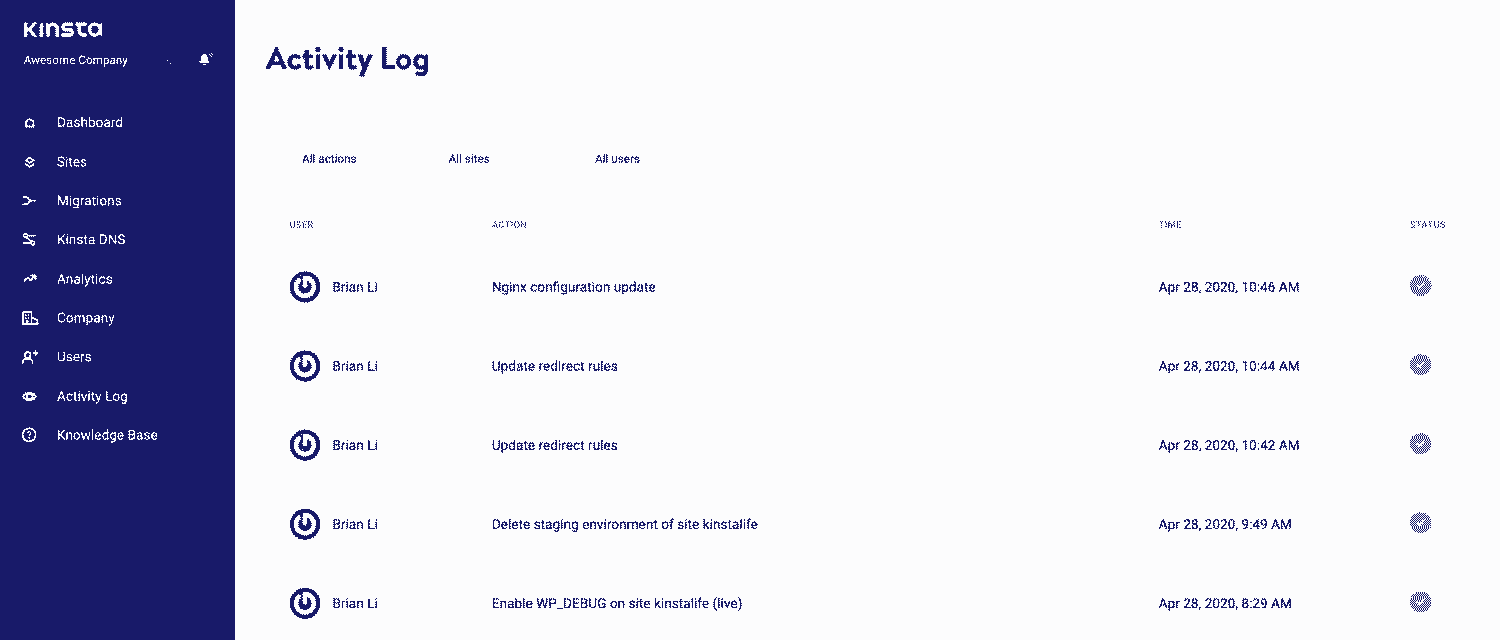 Kinsta
Awesome Company
Dashboard
Sites
Migrations
Kinsta DNS
Analytics
Company
Users
Activity Log
Knowledge Base
Activity Log
All actions All sites All users
USER ACTION TIME STATUS
Brian Li Nginx configuration update Apr 28, 2020, 10:46 AM
Brian Li Update redirect rules Apr 28, 2020, 10:44 AM
Brian Li Update redirect rules Apr 28, 2020, 10:42 AM
Brian Li Delete staging environment of site kinstalife Apr 28, 2020, 9:49 AM
Brian Li Enable WP_DEBUG on site kinstalife (live) Apr 28, 2020, 8:29 AM